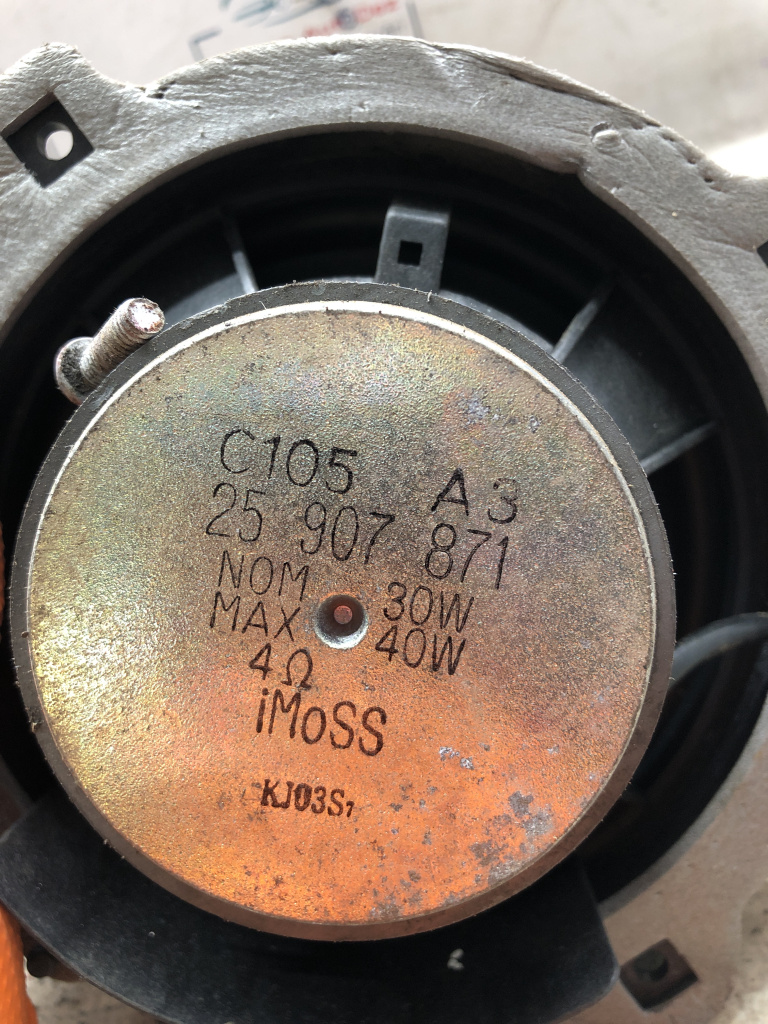 C105 A3
25 907 871
NOM 30W
MAX 40W
4Ω
iMoSS
KJ03S7